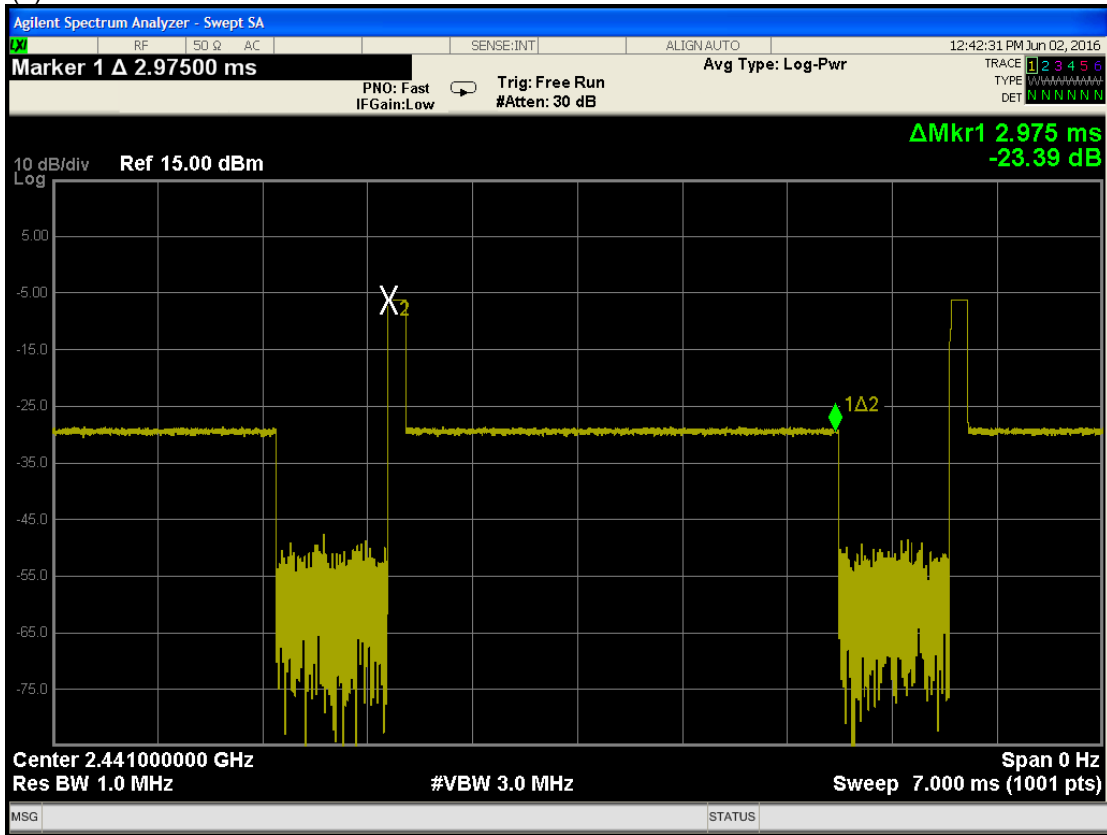 Agilent Spectrum Analyzer - Swept SA
LXI RF 50 Ω AC SENSE:INT ALIGN AUTO 12:42:31 PM Jun 02, 2016
Marker 1 Δ 2.97500 ms
PNO: Fast
IFGain:Low
Trig: Free Run
#Atten: 30 dB
Avg Type: Log-Pwr
TRACE 1 2 3 4 5 6
TYPE
DET N N N N N N
ΔMkr1 2.975 ms
-23.39 dB
10 dB/div Ref 15.00 dBm
Log
5.00
-5.00
X2
-15.0
-25.0
1Δ2
-35.0
-45.0
-55.0
-65.0
-75.0
Center 2.441000000 GHz Span 0 Hz
Res BW 1.0 MHz #VBW 3.0 MHz Sweep 7.000 ms (1001 pts)
MSG STATUS